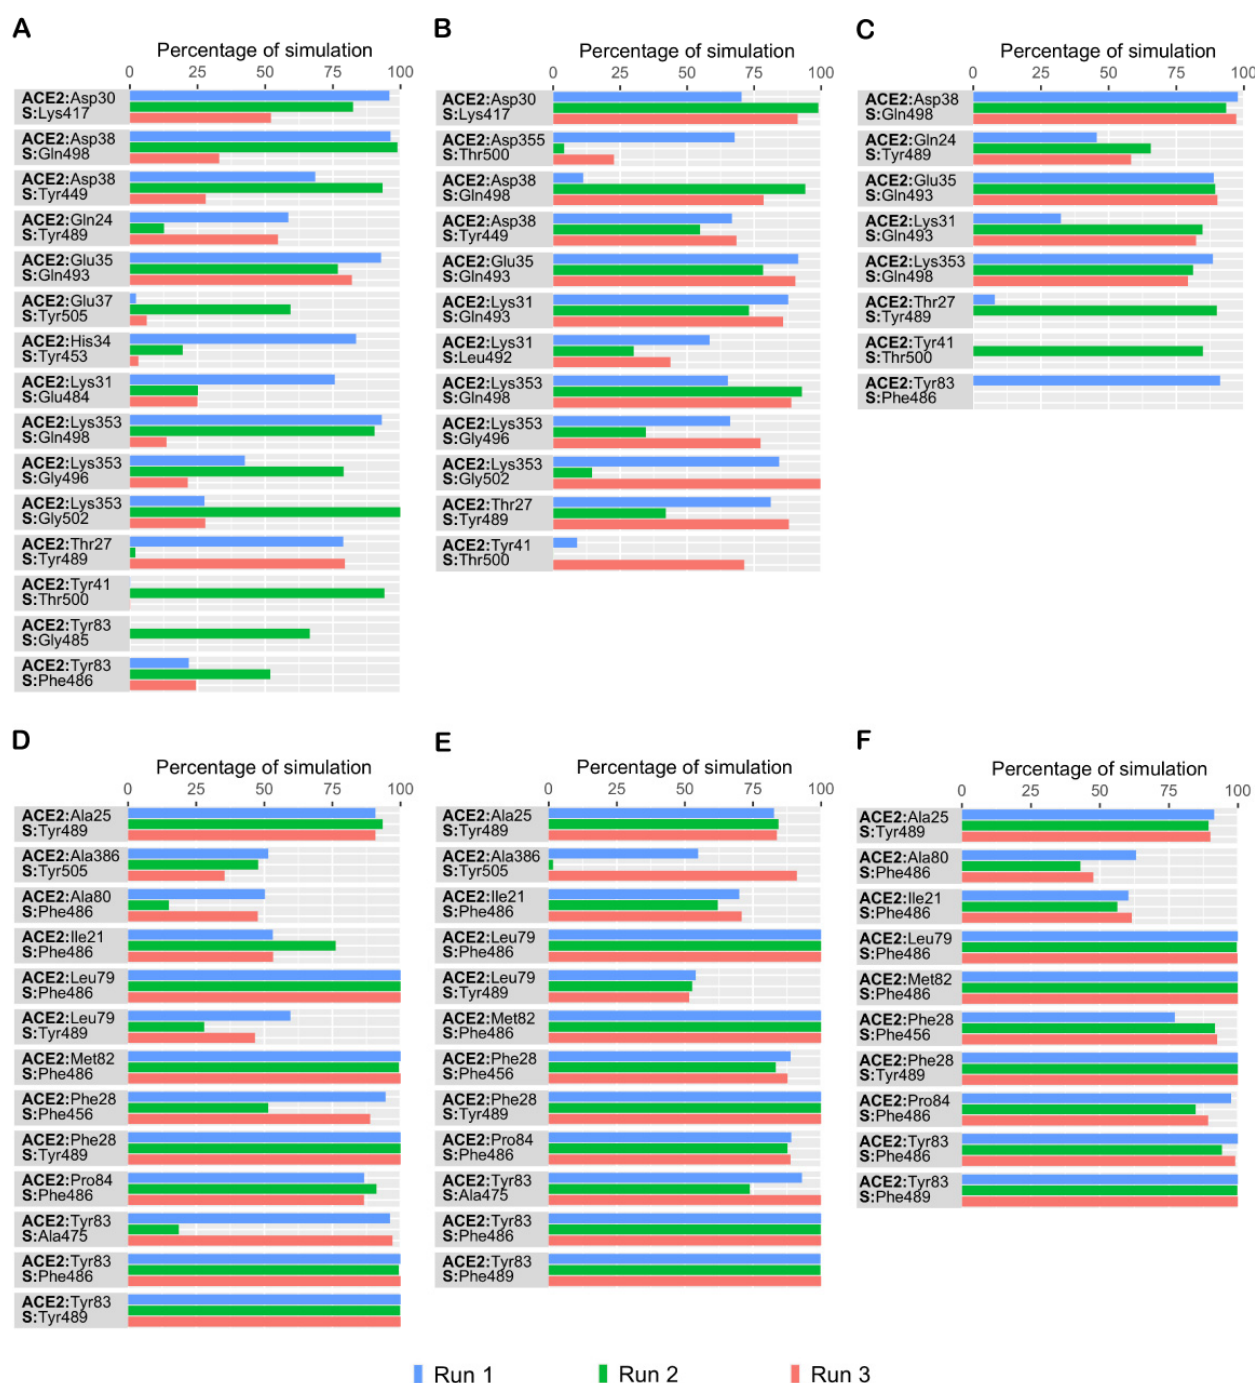 A
Percentage of simulation
0 25 50 75 100
ACE2:Asp30
S:Lys417
ACE2:Asp38
S:Gln498
ACE2:Asp38
S:Tyr449
ACE2:Gln24
S:Tyr489
ACE2:Glu35
S:Gln493
ACE2:Glu37
S:Tyr505
ACE2:His34
S:Tyr453
ACE2:Lys31
S:Glu484
ACE2:Lys353
S:Gln498
ACE2:Lys353
S:Gly496
ACE2:Lys353
S:Gly502
ACE2:Thr27
S:Tyr489
ACE2:Tyr41
S:Thr500
ACE2:Tyr83
S:Gly485
ACE2:Tyr83
S:Phe486
B
Percentage of simulation
0 25 50 75 100
ACE2:Asp30
S:Lys417
ACE2:Asp355
S:Thr500
ACE2:Asp38
S:Gln498
ACE2:Asp38
S:Tyr449
ACE2:Glu35
S:Gln493
ACE2:Lys31
S:Gln493
ACE2:Lys31
S:Leu492
ACE2:Lys353
S:Gln498
ACE2:Lys353
S:Gly496
ACE2:Lys353
S:Gly502
ACE2:Thr27
S:Tyr489
ACE2:Tyr41
S:Thr500
C
Percentage of simulation
0 25 50 75 100
ACE2:Asp38
S:Gln498
ACE2:Gln24
S:Tyr489
ACE2:Glu35
S:Gln493
ACE2:Lys31
S:Gln493
ACE2:Lys353
S:Gln498
ACE2:Thr27
S:Tyr489
ACE2:Tyr41
S:Thr500
ACE2:Tyr83
S:Phe486
D
Percentage of simulation
0 25 50 75 100
ACE2:Ala25
S:Tyr489
ACE2:Ala386
S:Tyr505
ACE2:Ala80
S:Phe486
ACE2:Ile21
S:Phe486
ACE2:Leu79
S:Phe486
ACE2:Leu79
S:Tyr489
ACE2:Met82
S:Phe486
ACE2:Phe28
S:Phe456
ACE2:Phe28
S:Tyr489
ACE2:Pro84
S:Phe486
ACE2:Tyr83
S:Ala475
ACE2:Tyr83
S:Phe486
ACE2:Tyr83
S:Tyr489
E
Percentage of simulation
0 25 50 75 100
ACE2:Ala25
S:Tyr489
ACE2:Ala386
S:Tyr505
ACE2:Ile21
S:Phe486
ACE2:Leu79
S:Phe486
ACE2:Leu79
S:Tyr489
ACE2:Met82
S:Phe486
ACE2:Phe28
S:Phe456
ACE2:Phe28
S:Tyr489
ACE2:Pro84
S:Phe486
ACE2:Tyr83
S:Ala475
ACE2:Tyr83
S:Phe486
ACE2:Tyr83
S:Phe489
F
Percentage of simulation
0 25 50 75 100
ACE2:Ala25
S:Tyr489
ACE2:Ala80
S:Phe486
ACE2:Ile21
S:Phe486
ACE2:Leu79
S:Phe486
ACE2:Met82
S:Phe486
ACE2:Phe28
S:Phe456
ACE2:Phe28
S:Tyr489
ACE2:Pro84
S:Phe486
ACE2:Tyr83
S:Phe486
ACE2:Tyr83
S:Phe489
Run 1 Run 2 Run 3